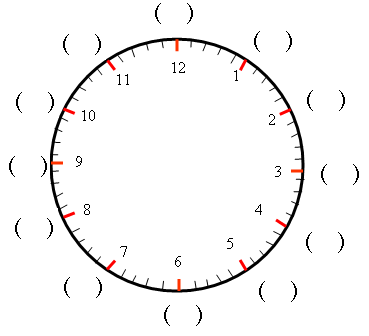 ( )
( ) ( )
12
11 1
( ) ( )
10 2
( ) 9 3 ( )
8 4
( ) ( )
7 5
6
( ) ( )
( )